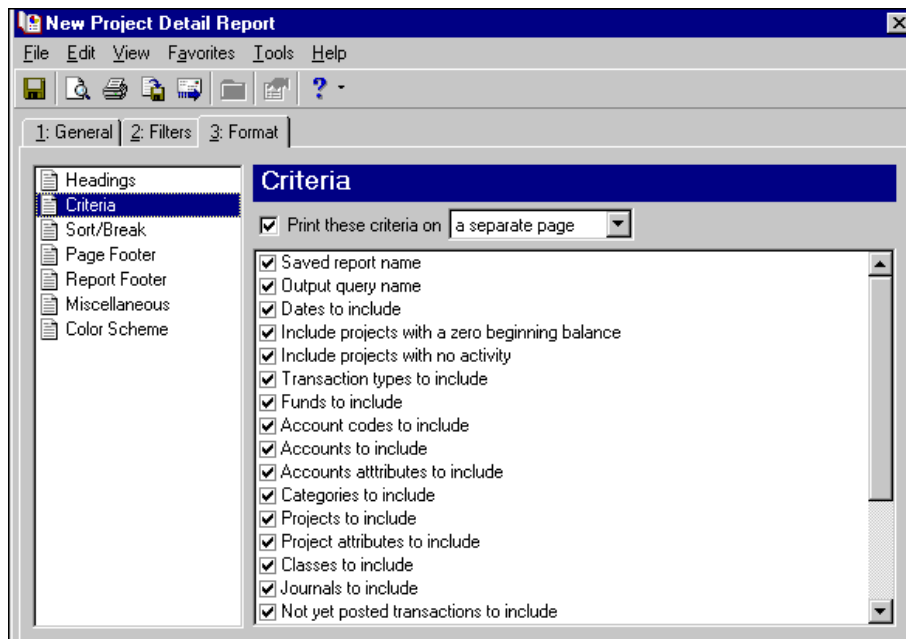 New Project Detail Report
File Edit View Favorites Tools Help
?
1: General 2: Filters 3: Format
Headings
Criteria
Sort/Break
Page Footer
Report Footer
Miscellaneous
Color Scheme
Criteria
Print these criteria on a separate page
Saved report name
Output query name
Dates to include
Include projects with a zero beginning balance
Include projects with no activity
Transaction types to include
Funds to include
Account codes to include
Accounts to include
Accounts atttributes to include
Categories to include
Projects to include
Project attributes to include
Classes to include
Journals to include
Not yet posted transactions to include